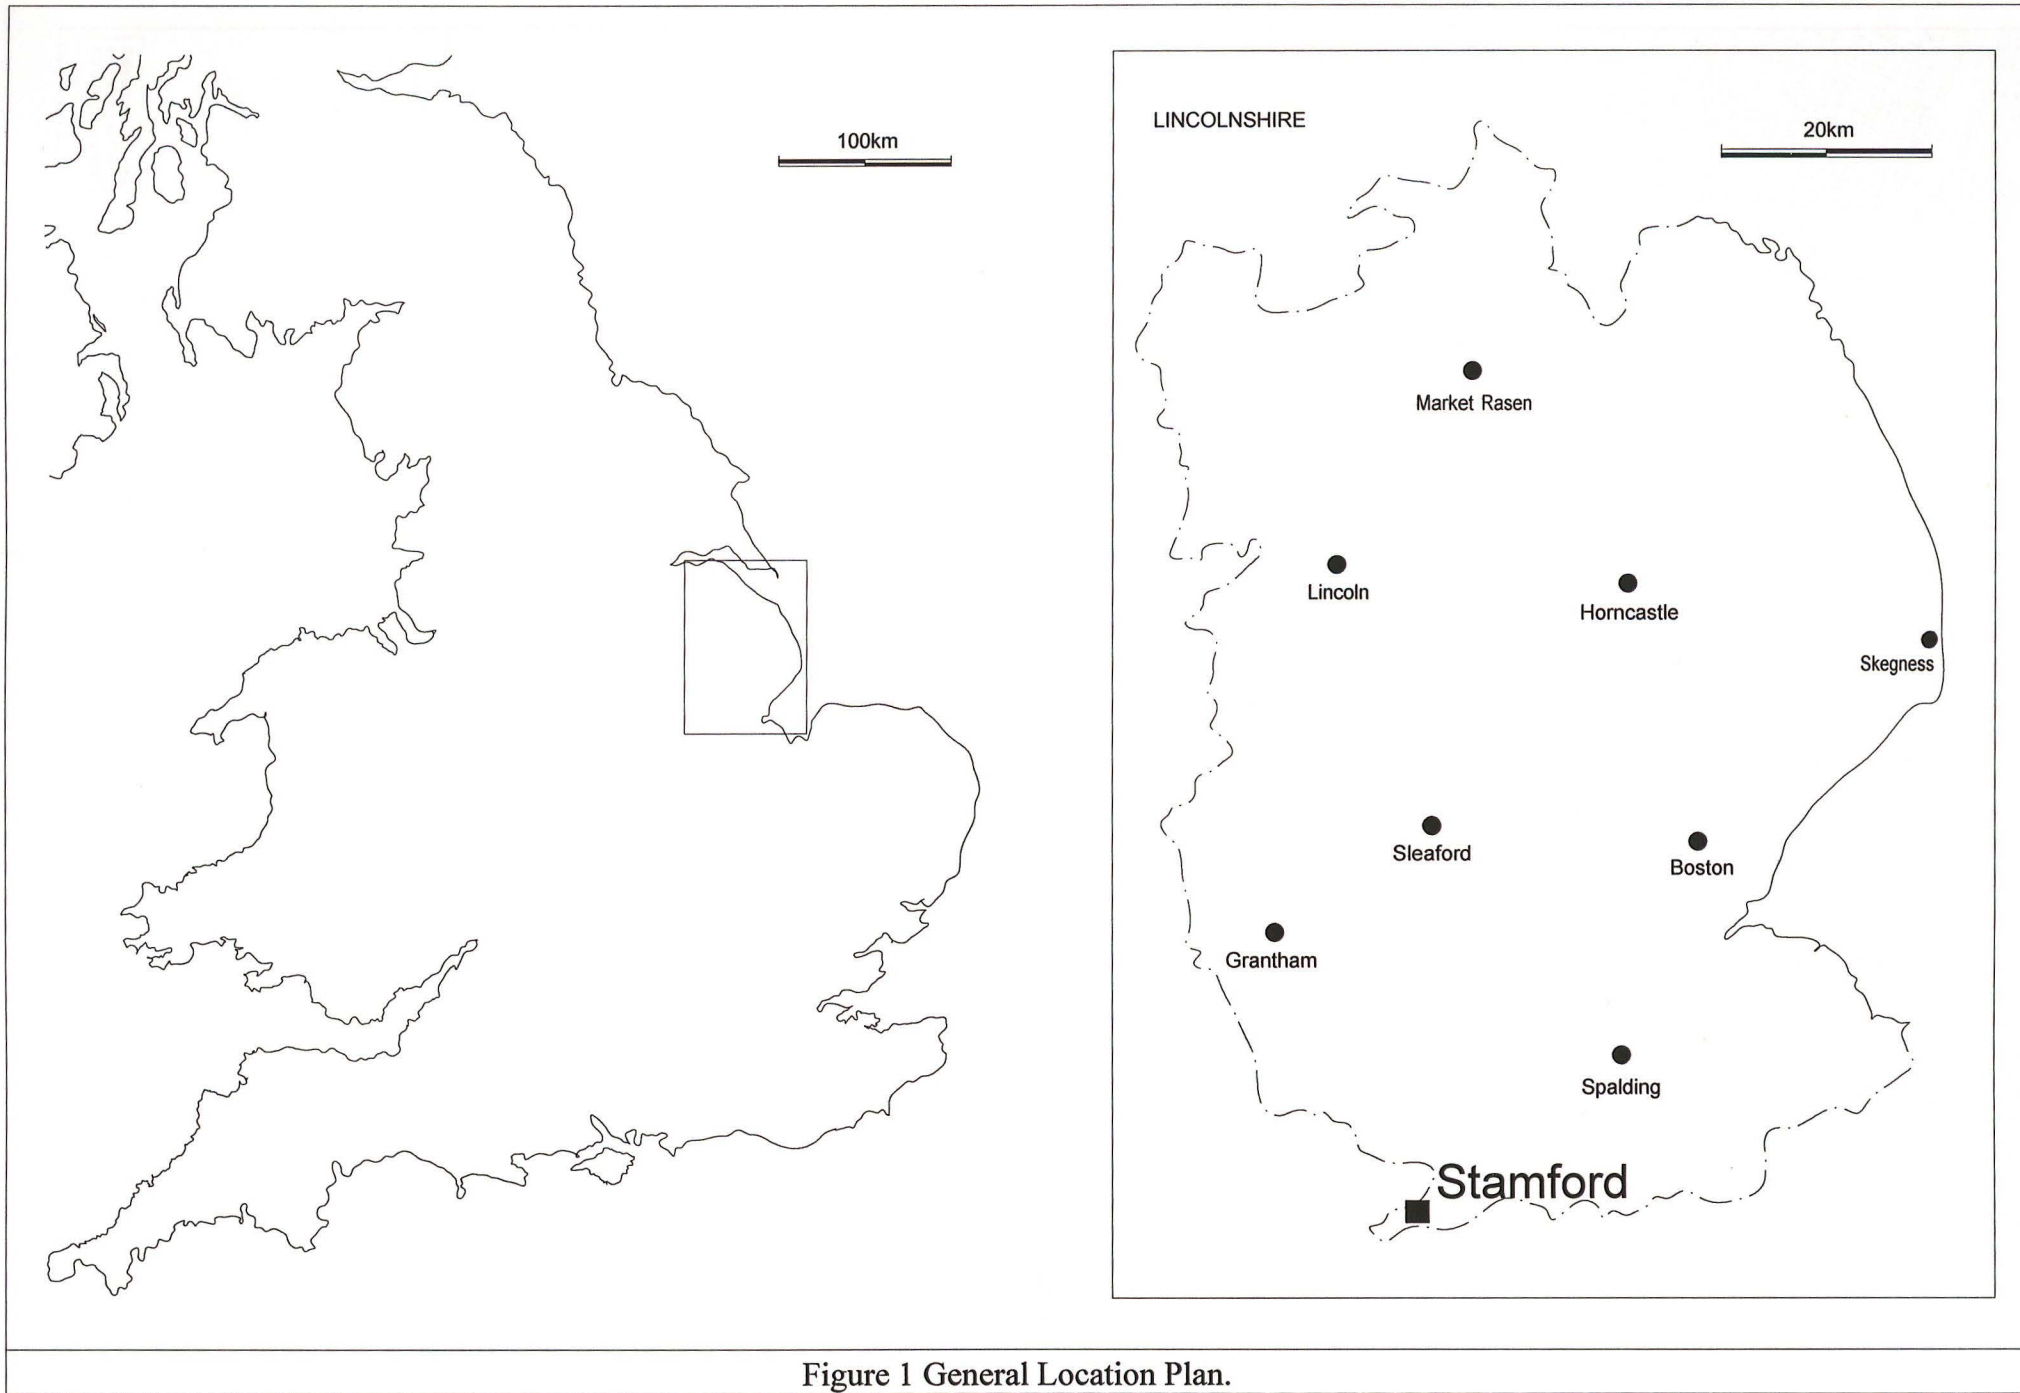 100km
LINCOLNSHIRE
20km
Market Rasen
Lincoln
Horncastle
Skegness
Sleaford
Boston
Grantham
Spalding
Stamford
Figure 1 General Location Plan.